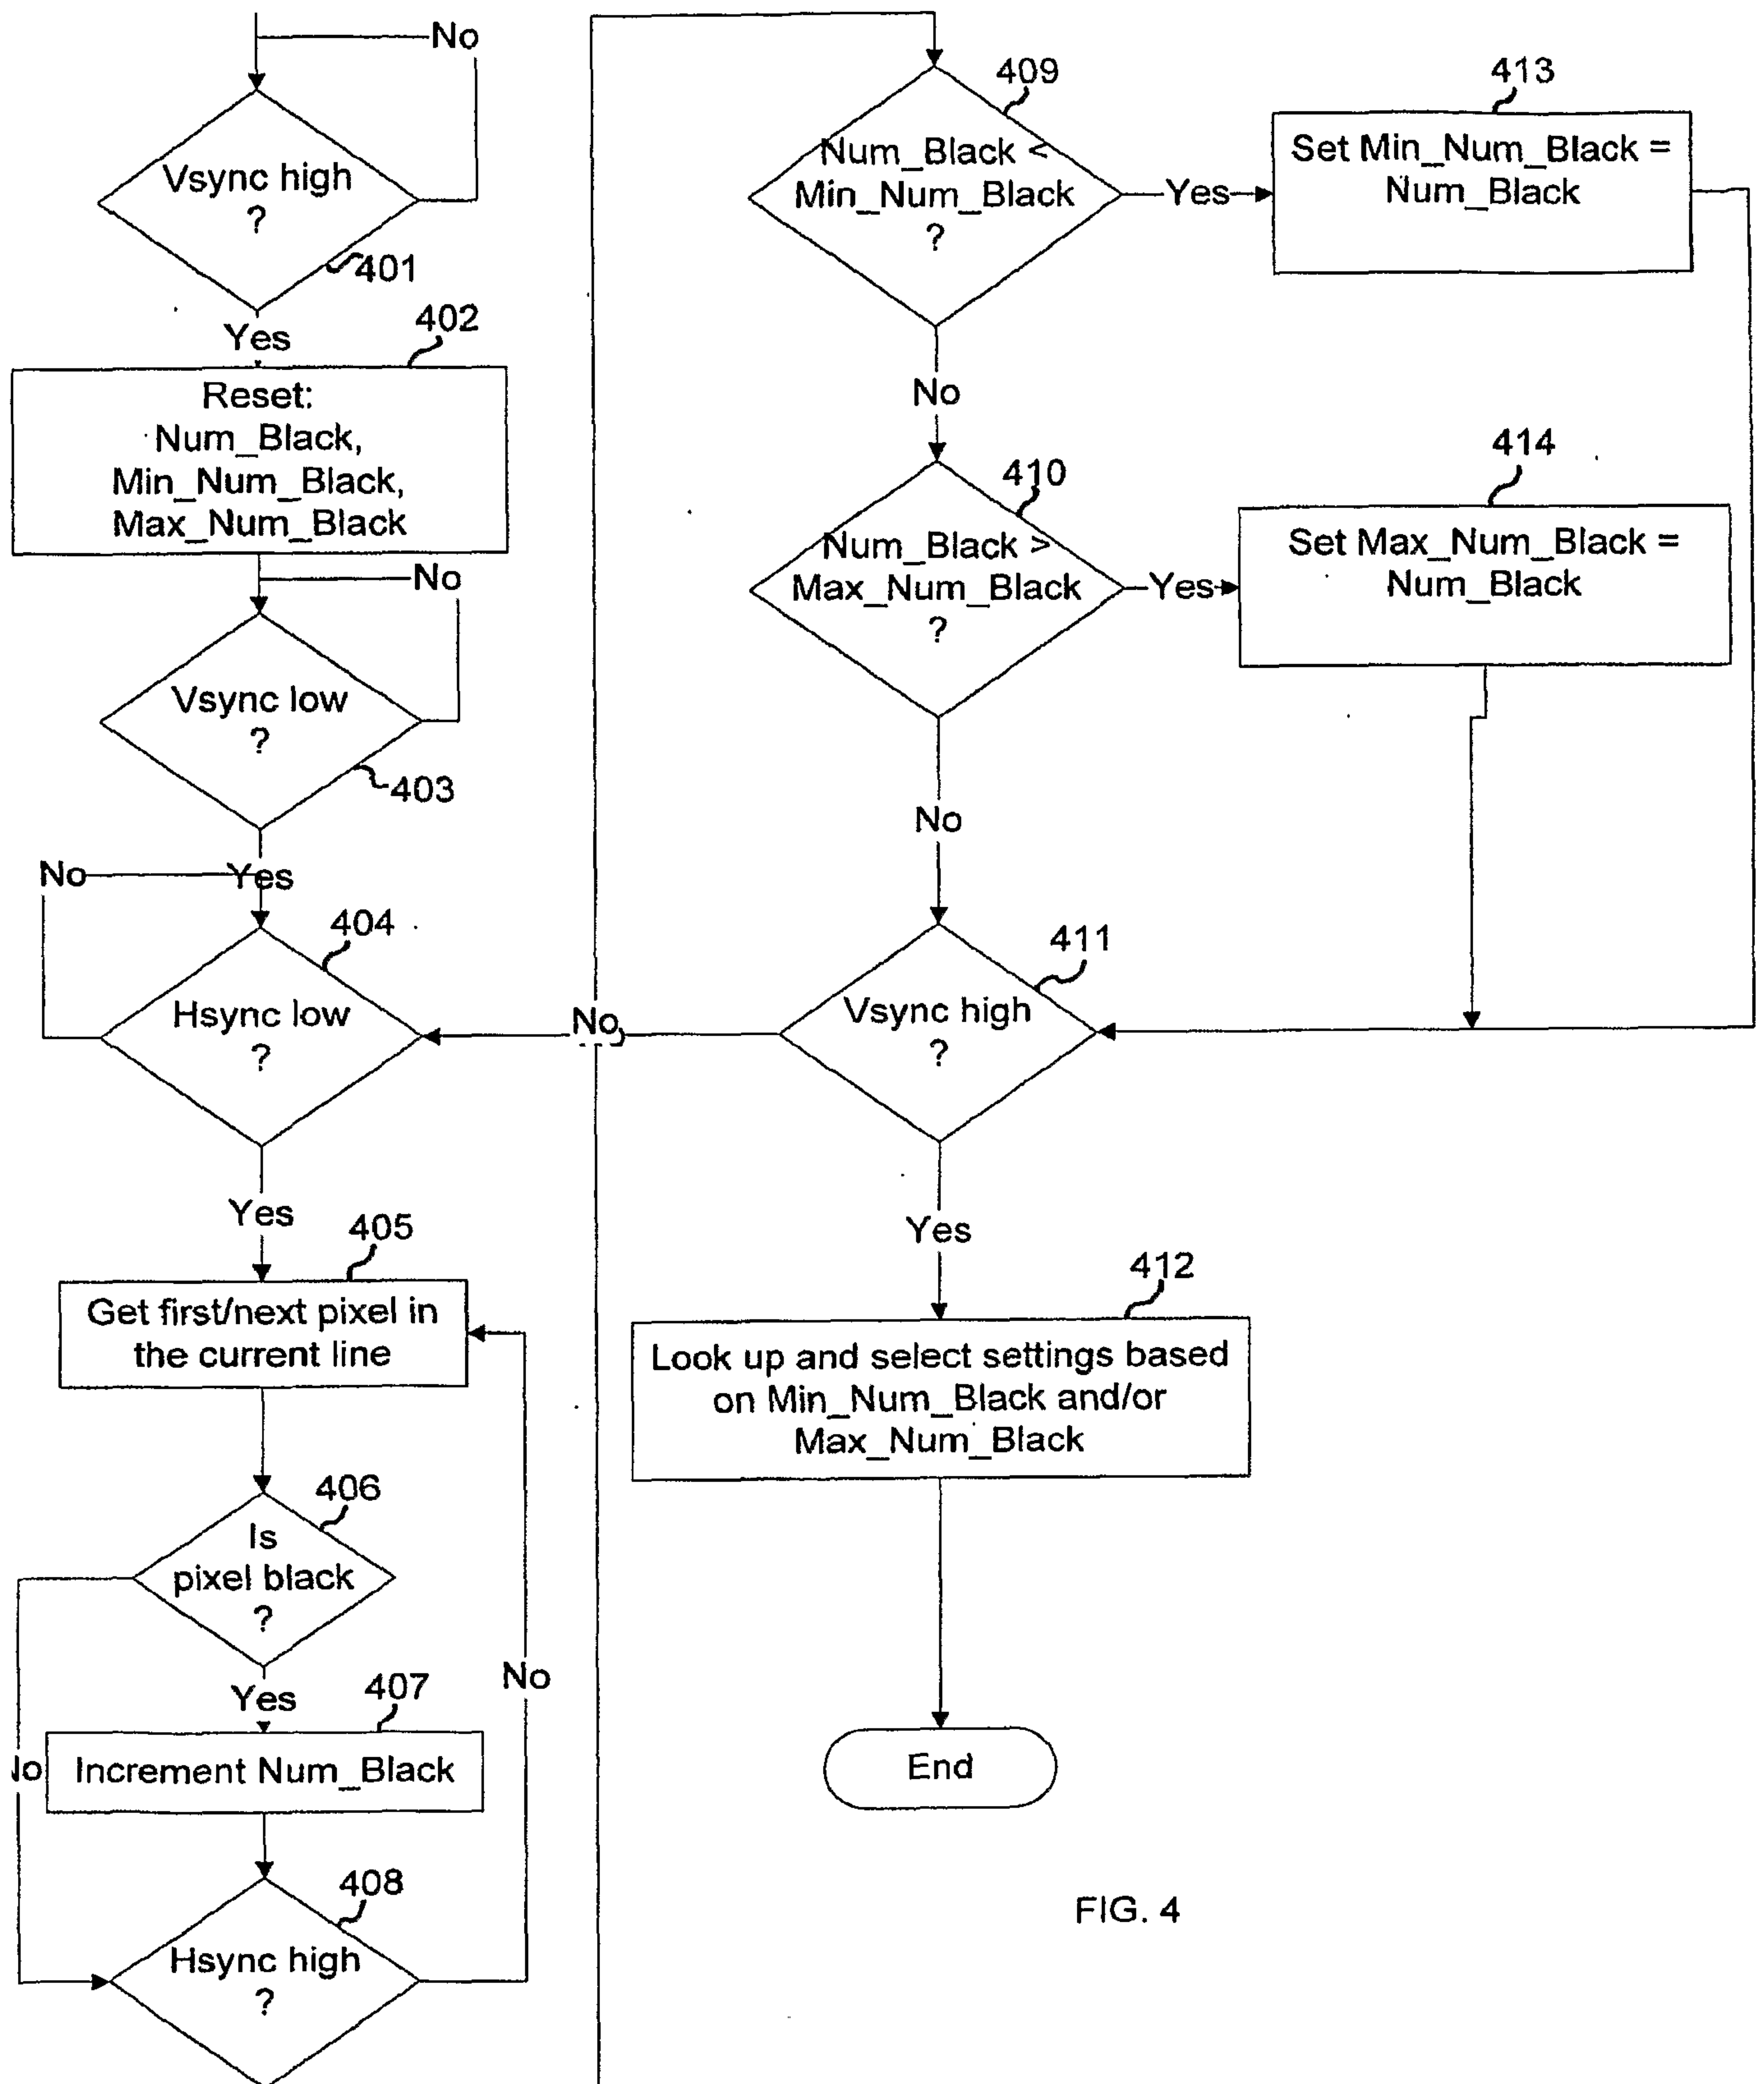 No
Vsync high
?
401
Yes
402
Reset:
Num_Black,
Min_Num_Black,
Max_Num_Black
No
Vsync low
?
403
Yes
No
404
Hsync low
?
Yes
405
Get first/next pixel in
the current line
406
Is
pixel black
?
Yes
No
407
Increment Num_Black
No
408
Hsync high
?
409
Num_Black <
Min_Num_Black
?
Yes
413
Set Min_Num_Black =
Num_Black
No
410
Num_Black >
Max_Num_Black
?
Yes
414
Set Max_Num_Black =
Num_Black
No
411
Vsync high
?
No
Yes
412
Look up and select settings based
on Min_Num_Black and/or
Max_Num_Black
End
FIG. 4